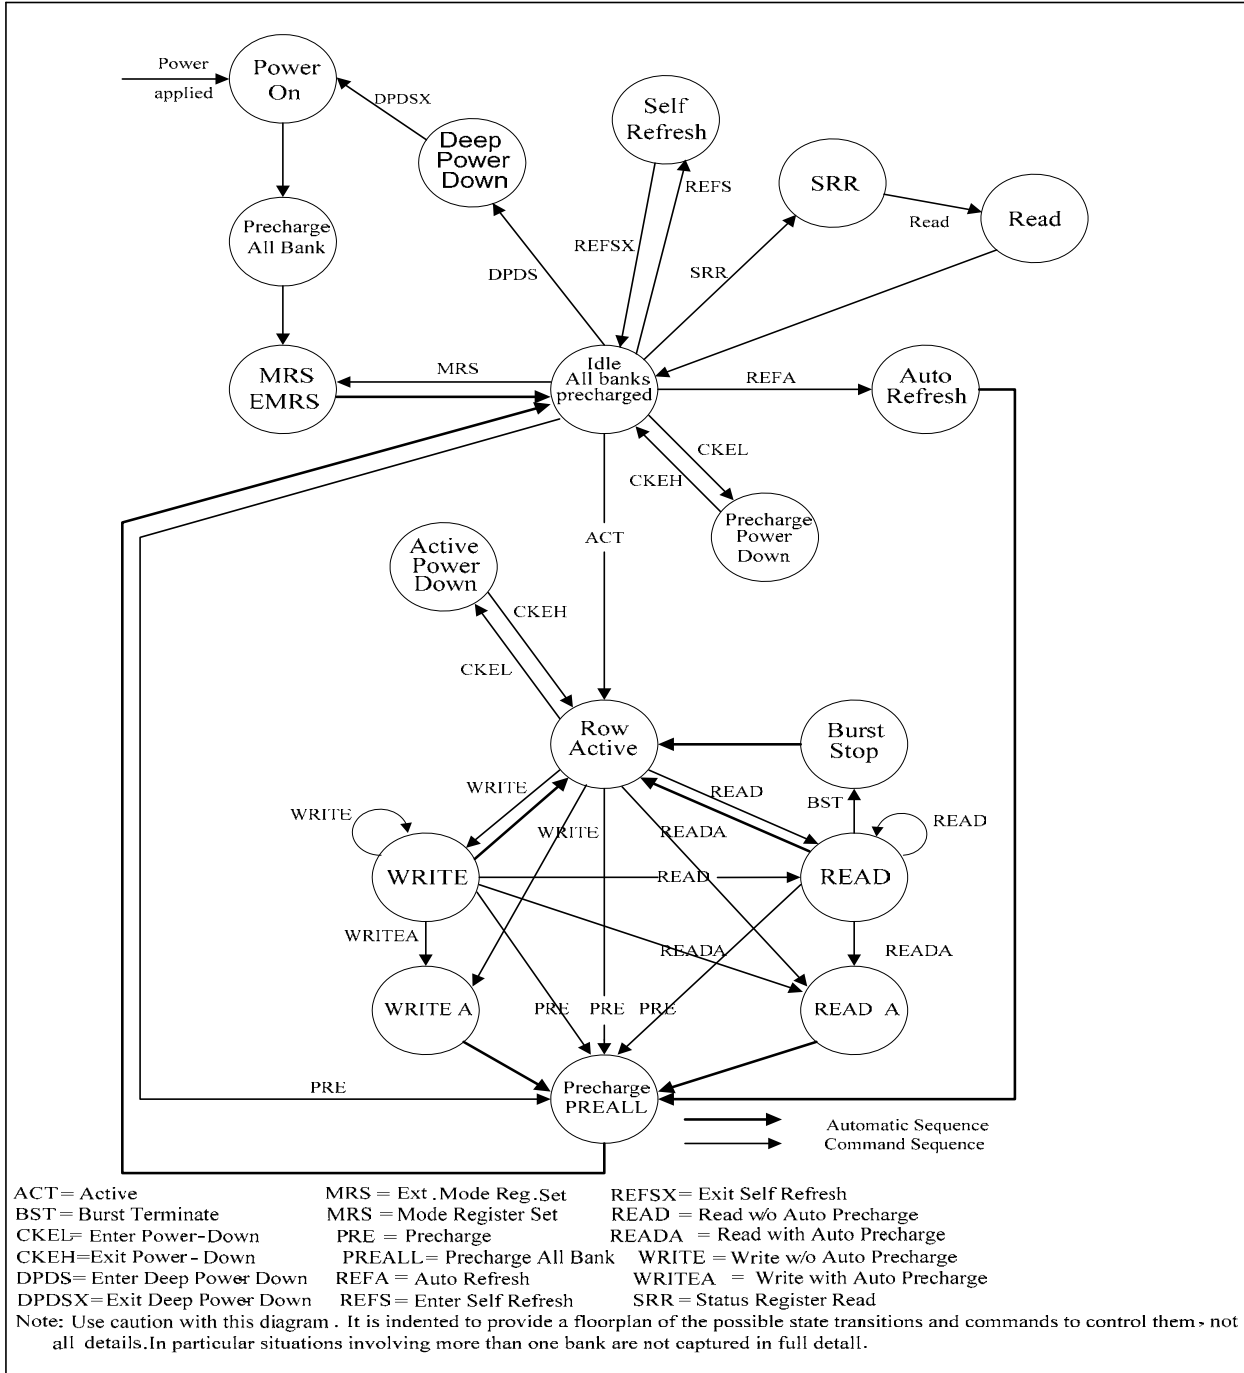 Power
applied
Power
On
DPDSX
Deep
Power
Down
Self
Refresh
SRR
Read
Read
Precharge
All Bank
REFS
REFSX
DPDS
SRR
MRS
EMRS
MRS
Idle
All banks
precharged
REFA
Auto
Refresh
CKEL
CKEH
Precharge
Power
Down
ACT
Active
Power
Down
CKEH
CKEL
Row
Active
Burst
Stop
WRITE
READ
BST
WRITE
WRITE
READA
READ
WRITE
READ
READ
WRITEA
READA
READA
WRITE A
PRE
PRE
PRE
READ A
PRE
Precharge
PREALL
Automatic Sequence
Command Sequence
ACT= Active MRS = Ext.Mode Reg.Set REFSX= Exit Self Refresh
BST= Burst Terminate MRS = Mode Register Set READ = Read w/o Auto Precharge
CKEL= Enter Power-Down PRE = Precharge READA = Read with Auto Precharge
CKEH=Exit Power-Down PREALL= Precharge All Bank WRITE = Write w/o Auto Precharge
DPDS= Enter Deep Power Down REFA = Auto Refresh WRITEA = Write with Auto Precharge
DPDSX=Exit Deep Power Down REFS= Enter Self Refresh SRR = Status Register Read
Note: Use caution with this diagram. It is indented to provide a floorplan of the possible state transitions and commands to control them, not
all details.In particular situations involving more than one bank are not captured in full detall.